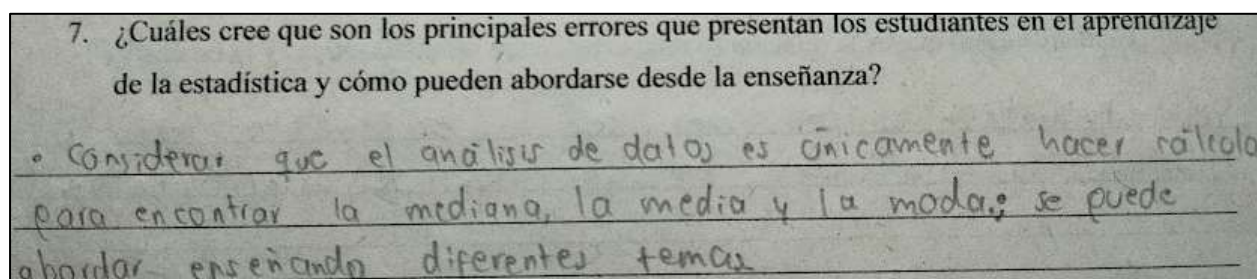 7. ¿Cuáles cree que son los principales errores que presentan los estudiantes en el aprendizaje
de la estadística y cómo pueden abordarse desde la enseñanza?
• Considerar que el análisis de datos es únicamente hacer cálculo
para encontrar la mediana, la media y la moda; se puede
abordar enseñando diferentes temas